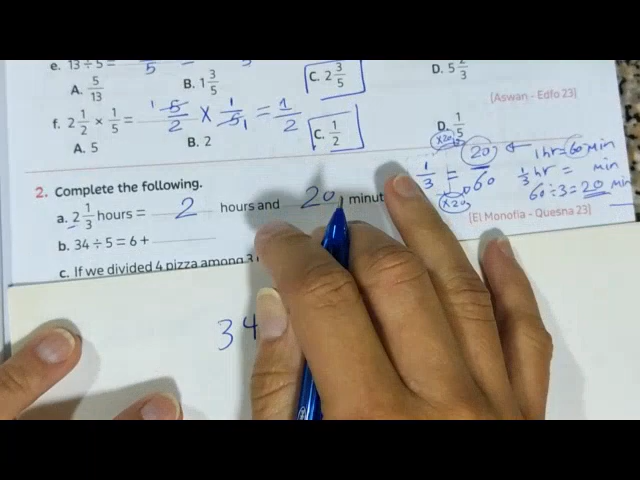 e. 13 ÷ 5 = 5
A. 5/13 B. 1 3/5 C. 2 3/5 D. 5 2/3
[Aswan - Edfo 23]
f. 2 1/2 × 1/5 = 5/2 × 1/5 = 1/2
A. 5 B. 2 C. 1/2 D. 1/5
2. Complete the following.
a. 2 1/3 hours = 2 hours and 20 minut
b. 34 ÷ 5 = 6 +
c. If we divided 4 pizza among 3
[El Monofia - Quesna 23]
×20
1/3 = 20/60
×20
1 hr = 60 min
1/3 hr = min
60 ÷ 3 = 20 min
34